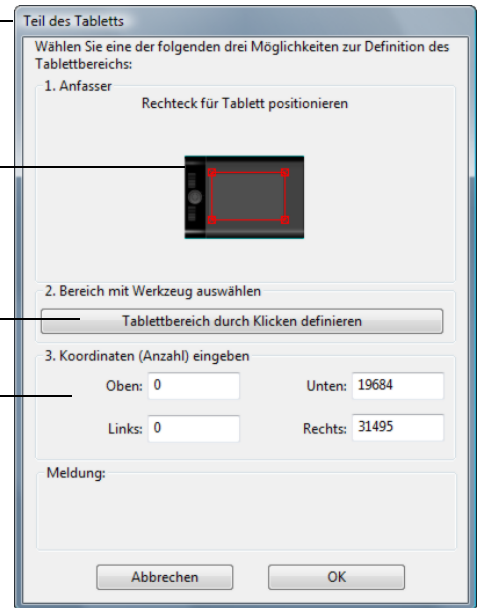 Teil des Tabletts
Wählen Sie eine der folgenden drei Möglichkeiten zur Definition des
Tablettbereichs:
1. Anfasser
Rechteck für Tablett positionieren
2. Bereich mit Werkzeug auswählen
Tablettbereich durch Klicken definieren
3. Koordinaten (Anzahl) eingeben
Oben: 0 Unten: 19684
Links: 0 Rechts: 31495
Meldung:
Abbrechen OK